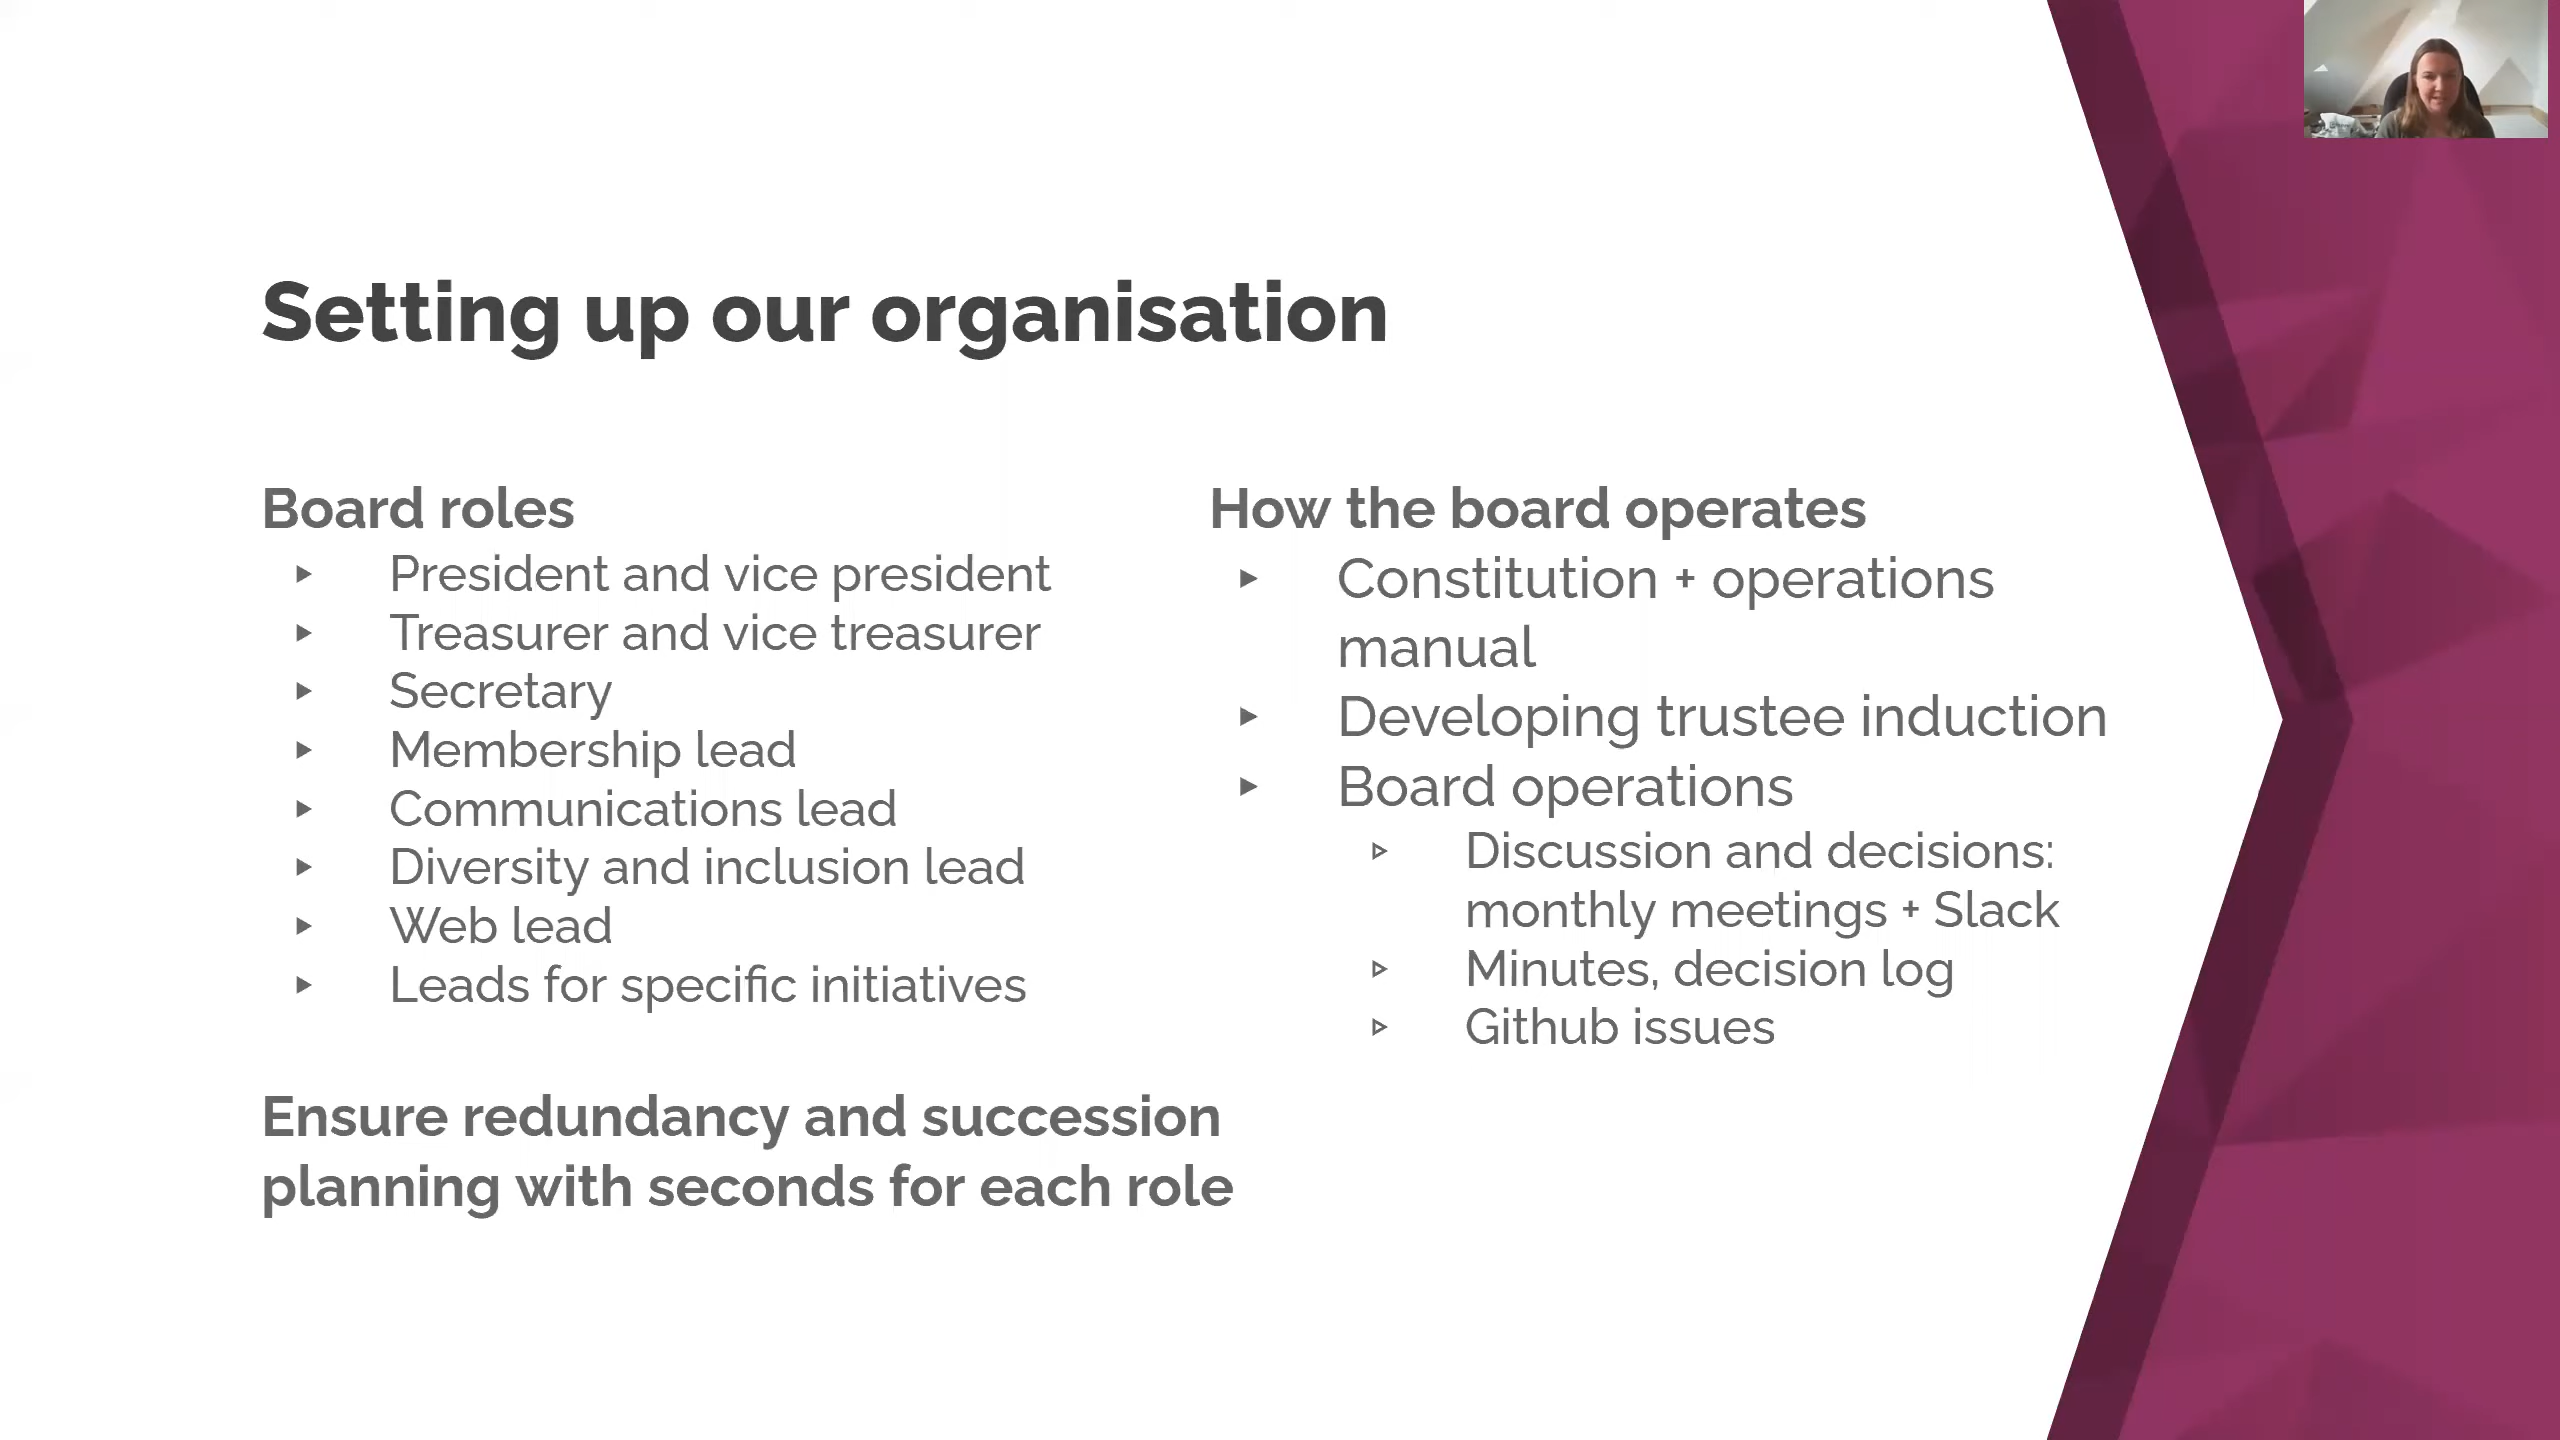 Setting up our organisation
Board roles
▸ President and vice president
▸ Treasurer and vice treasurer
▸ Secretary
▸ Membership lead
▸ Communications lead
▸ Diversity and inclusion lead
▸ Web lead
▸ Leads for specific initiatives
Ensure redundancy and succession
planning with seconds for each role
How the board operates
▸ Constitution + operations
manual
▸ Developing trustee induction
▸ Board operations
▹ Discussion and decisions:
monthly meetings + Slack
▹ Minutes, decision log
▹ Github issues